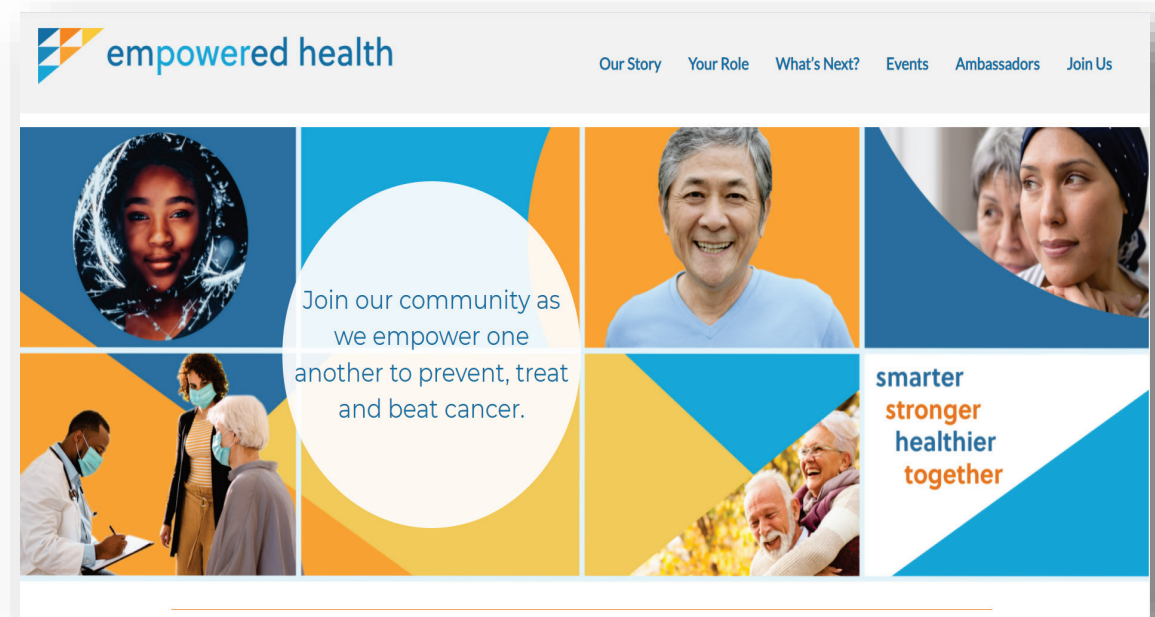 empowered health
Our Story Your Role What's Next? Events Ambassadors Join Us
Join our community as
we empower one
another to prevent, treat
and beat cancer.
smarter
stronger
healthier
together